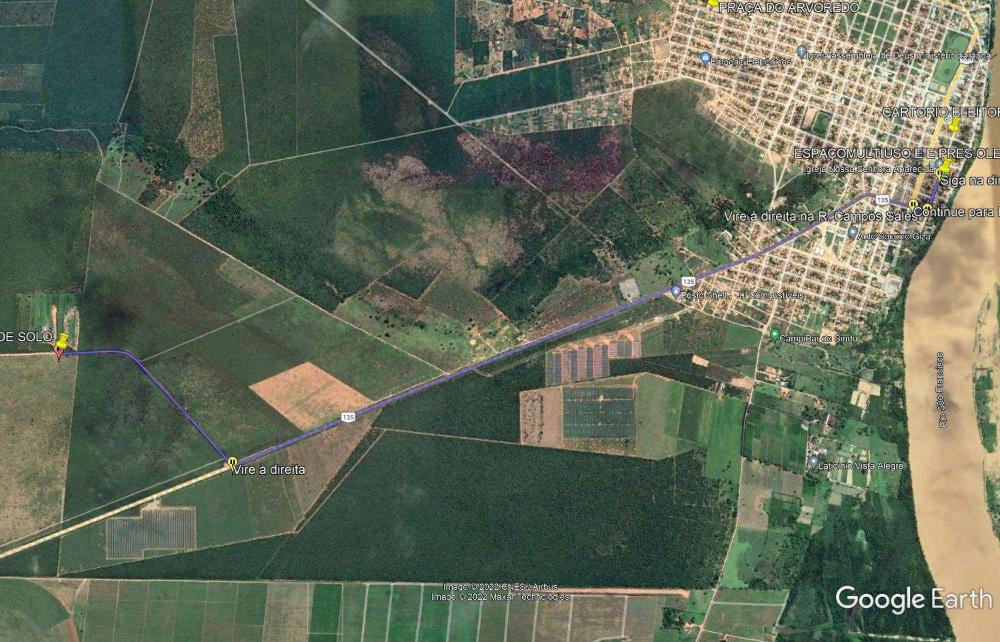 PRAÇA DO ARVOREDO
Igreja assembleia de Deus ministério paranoá
Empório Eletrônicos
CARTORIO ELEITOR
ESPAÇOMULTIUSO E E PRES.OLE
Igreja Nossa Senhora Aparecida
Siga na dir
135
Continue para
Vire à direita na R. Campos Sales
Auto Socorro Giza
135
Posto Shell - JJ Combustíveis
DE SOLO
CampiBar do Sindu
Rio São Francisco
135
Vire à direita
Laticínio Vista Alegre
Image © 2022 CNES / Airbus
Image © 2022 Maxar Technologies
Google Earth